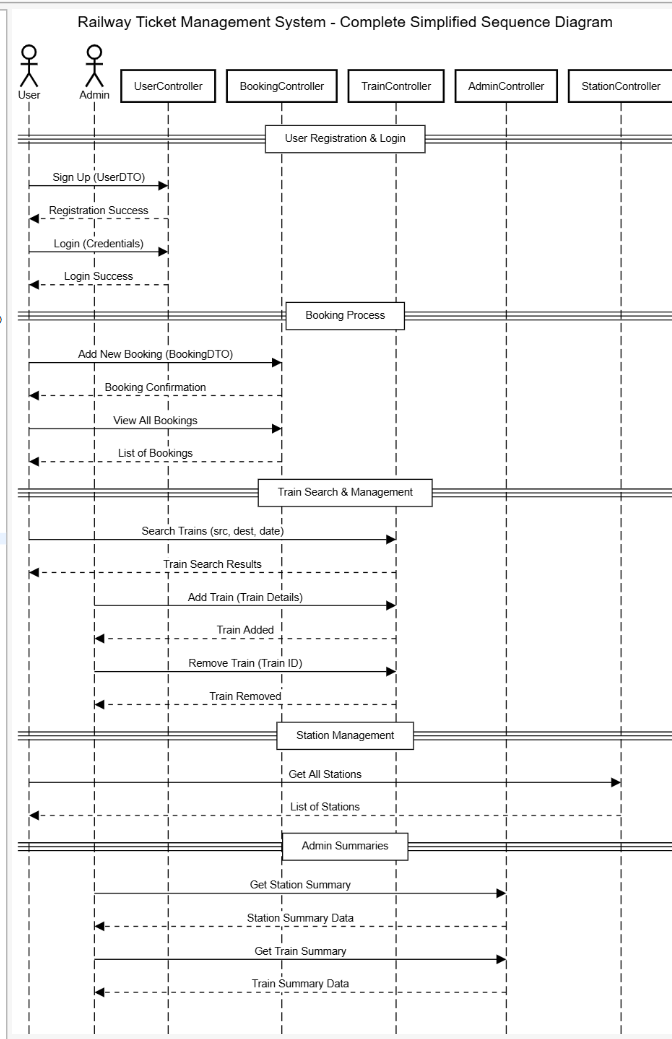 Railway Ticket Management System - Complete Simplified Sequence Diagram
User
Admin
UserController
BookingController
TrainController
AdminController
StationController
User Registration & Login
Sign Up (UserDTO)
Registration Success
Login (Credentials)
Login Success
Booking Process
Add New Booking (BookingDTO)
Booking Confirmation
View All Bookings
List of Bookings
Train Search & Management
Search Trains (src, dest, date)
Train Search Results
Add Train (Train Details)
Train Added
Remove Train (Train ID)
Train Removed
Station Management
Get All Stations
List of Stations
Admin Summaries
Get Station Summary
Station Summary Data
Get Train Summary
Train Summary Data